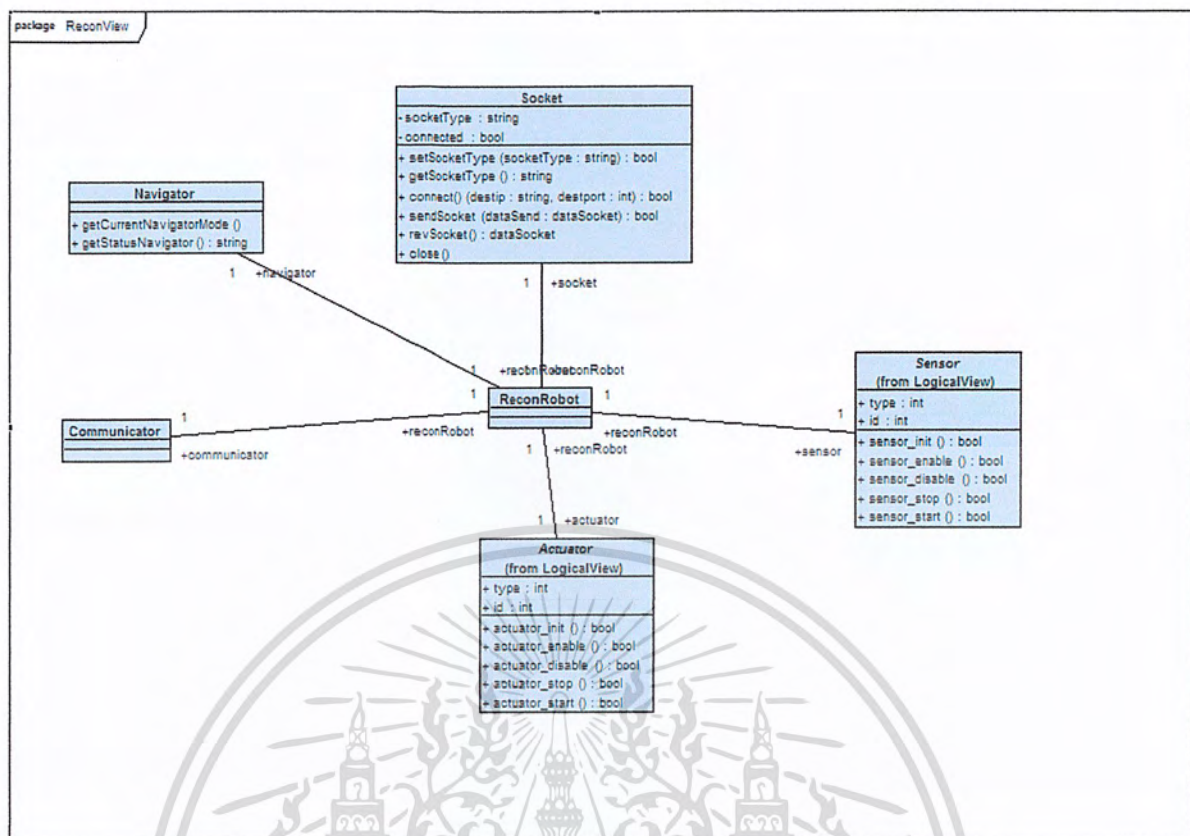 package ReconView
Socket
- socketType : string
- connected : bool
+ setSocketType (socketType : string) : bool
+ getSocketType () : string
+ connect() (destip : string, destport : int) : bool
+ sendSocket (dataSend : dataSocket) : bool
+ revSocket() : dataSocket
+ close()
Navigator
+ getCurrentNavigatorMode ()
+ getStatusNavigator () : string
1 +navigator
1 +socket
1 +reconRobot
+reconRobot
Sensor
(from LogicalView)
+ type : int
+ id : int
+ sensor_init () : bool
+ sensor_enable () : bool
+ sensor_disable () : bool
+ sensor_stop () : bool
+ sensor_start () : bool
1
ReconRobot
1
1
+reconRobot
+reconRobot
1
+sensor
Communicator
+communicator
1 +reconRobot
1 +actuator
Actuator
(from LogicalView)
+ type : int
+ id : int
+ actuator_init () : bool
+ actuator_enable () : bool
+ actuator_disable () : bool
+ actuator_stop () : bool
+ actuator_start () : bool